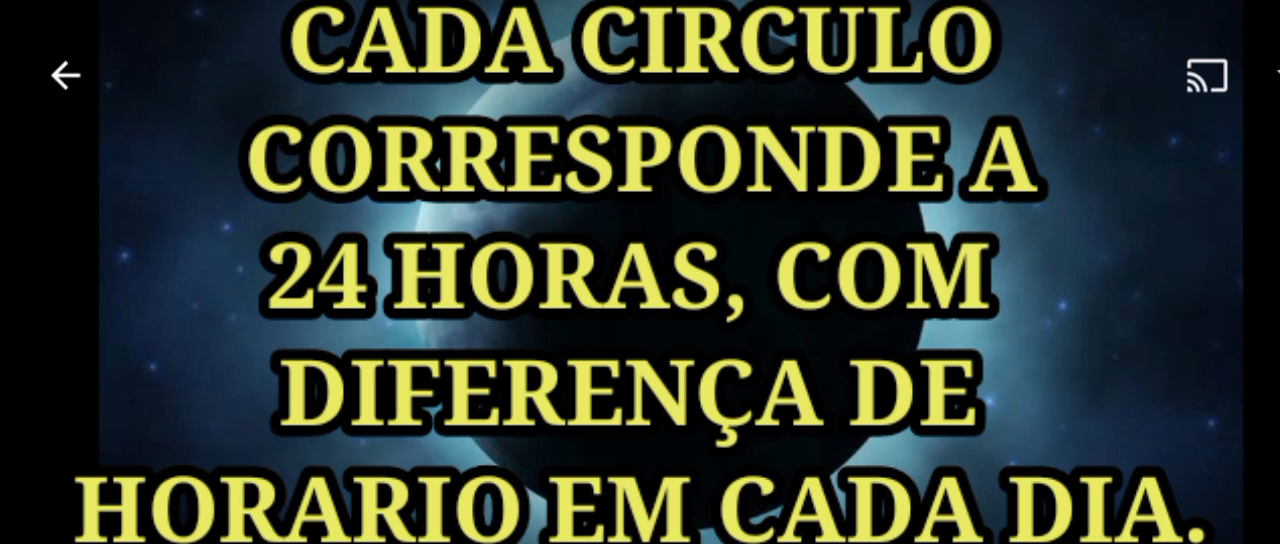 CADA CIRCULO
CORRESPONDE A
24 HORAS, COM
DIFERENÇA DE
HORARIO EM CADA DIA.